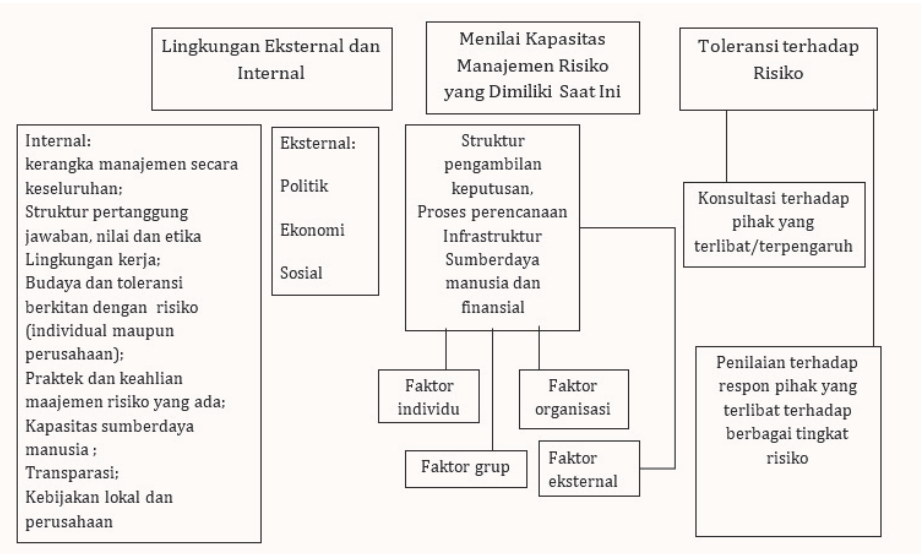 Lingkungan Eksternal dan
Internal
Menilai Kapasitas
Manajemen Risiko
yang Dimiliki Saat Ini
Toleransi terhadap
Risiko
Internal:
kerangka manajemen secara
keseluruhan;
Struktur pertanggung
jawaban, nilai dan etika
Lingkungan kerja;
Budaya dan toleransi
berkitan dengan risiko
(individual maupun
perusahaan);
Praktek dan keahlian
maajemen risiko yang ada;
Kapasitas sumberdaya
manusia ;
Transparasi;
Kebijakan lokal dan
perusahaan
Eksternal:
Politik
Ekonomi
Sosial
Struktur
pengambilan
keputusan,
Proses perencanaan
Infrastruktur
Sumberdaya
manusia dan
finansial
Faktor
individu
Faktor
organisasi
Faktor grup
Faktor
eksternal
Konsultasi terhadap
pihak yang
terlibat/terpengaruh
Penilaian terhadap
respon pihak yang
terlibat terhadap
berbagai tingkat
risiko